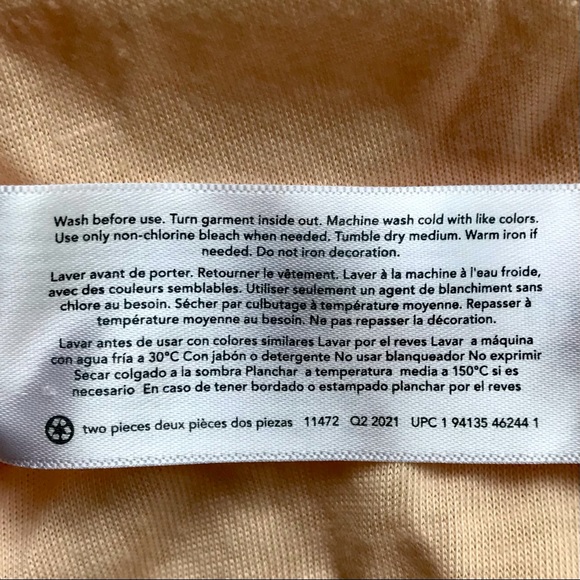 Wash before use. Turn garment inside out. Machine wash cold with like colors.
Use only non-chlorine bleach when needed. Tumble dry medium. Warm iron if
needed. Do not iron decoration.
Laver avant de porter. Retourner le vêtement. Laver à la machine à l'eau froide,
avec des couleurs semblables. Utiliser seulement un agent de blanchiment sans
chlore au besoin. Sécher par culbutage à température moyenne. Repasser à
température moyenne au besoin. Ne pas repasser la décoration.
Lavar antes de usar con colores similares Lavar por el reves Lavar a máquina
con agua fría a 30°C Con jabón o detergente No usar blanqueador No exprimir
Secar colgado a la sombra Planchar a temperatura media a 150°C si es
necesario En caso de tener bordado o estampado planchar por el reves
two pieces deux pièces dos piezas 11472 Q2 2021 UPC 1 94135 46244 1